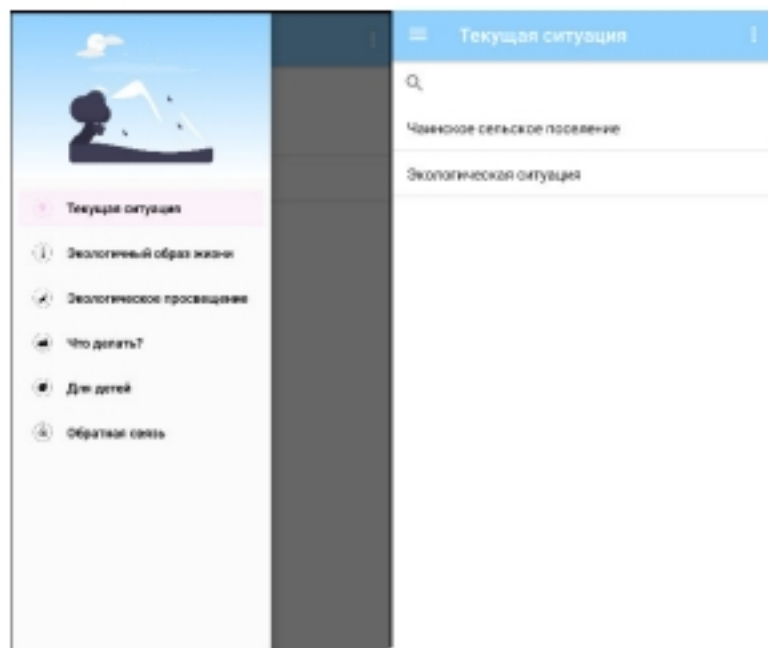 Текущая ситуация
Экологичный образ жизни
Экологическое просвещение
Что делать?
Для детей
Обратная связь
Текущая ситуация
Чаинское сельское поселение
Экологическая ситуация